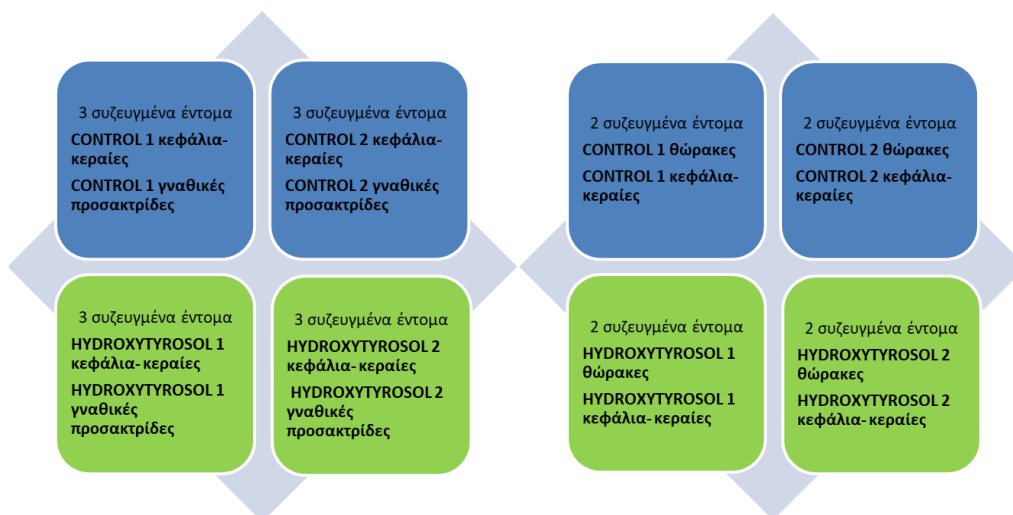 3 συζευγμένα έντομα
CONTROL 1 κεφάλια-
κεραίες
CONTROL 1 γναθικές
προσακτρίδες
3 συζευγμένα έντομα
CONTROL 2 κεφάλια-
κεραίες
CONTROL 2 γναθικές
προσακτρίδες
3 συζευγμένα έντομα
HYDROXYTYROSOL 1
κεφάλια- κεραίες
HYDROXYTYROSOL 1
γναθικές
προσακτρίδες
3 συζευγμένα έντομα
HYDROXYTYROSOL 2
κεφάλια- κεραίες
HYDROXYTYROSOL 2
γναθικές
προσακτρίδες
2 συζευγμένα έντομα
CONTROL 1 θώρακες
CONTROL 1 κεφάλια-
κεραίες
2 συζευγμένα έντομα
CONTROL 2 θώρακες
CONTROL 2 κεφάλια-
κεραίες
2 συζευγμένα έντομα
HYDROXYTYROSOL 1
θώρακες
HYDROXYTYROSOL 1
κεφάλια- κεραίες
2 συζευγμένα έντομα
HYDROXYTYROSOL 2
θώρακες
HYDROXYTYROSOL 2
κεφάλια- κεραίες